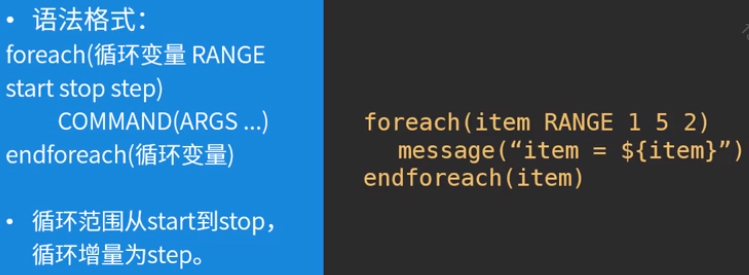 • 语法格式：
foreach(循环变量 RANGE
start stop step)
COMMAND(ARGS ...)
endforeach(循环变量)
• 循环范围从start到stop，
循环增量为step。
foreach(item RANGE 1 5 2)
message(“item = ${item}”)
endforeach(item)